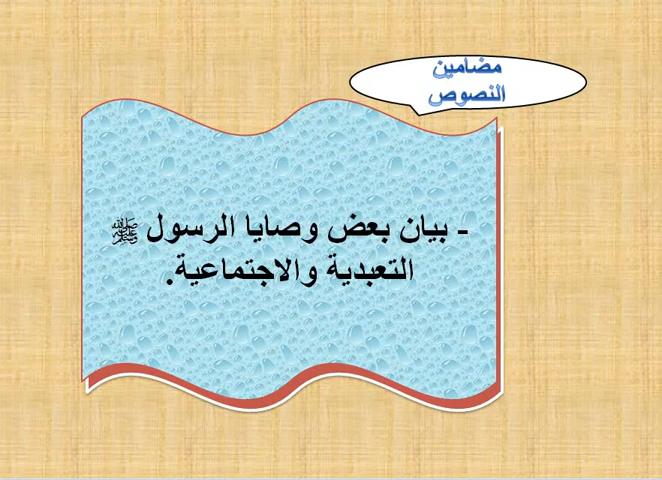 مضامين
النصوص
- بيان بعض وصايا الرسول ﷺ
التعبدية والاجتماعية.